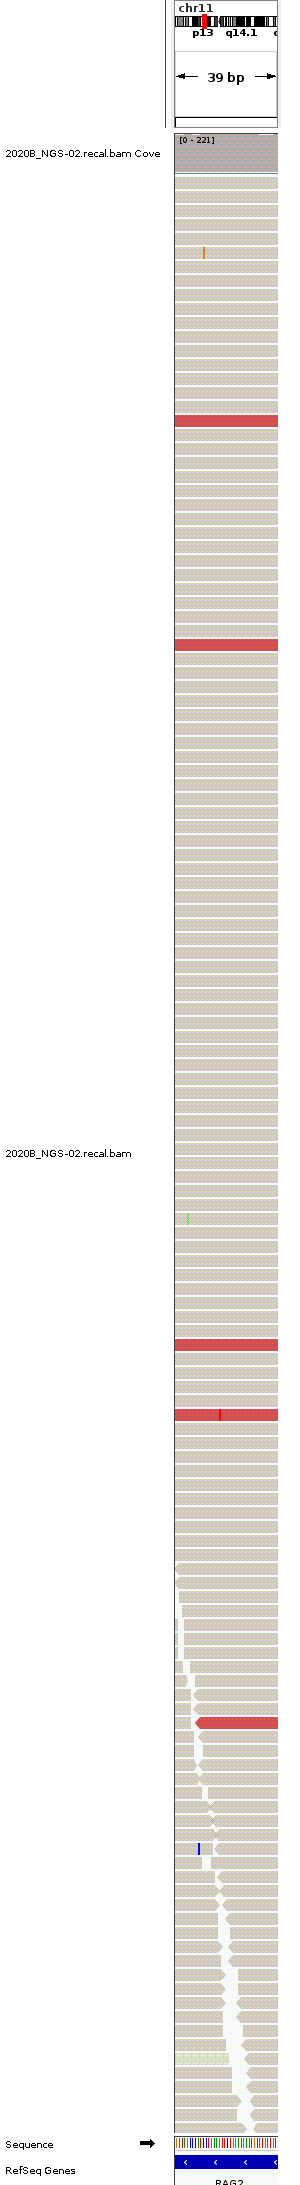 chr11
p13 q14.1
39 bp
[0 - 221]
2020B_NGS-02.recal.bam Cove
2020B_NGS-02.recal.bam
Sequence
RefSeq Genes
RAG2